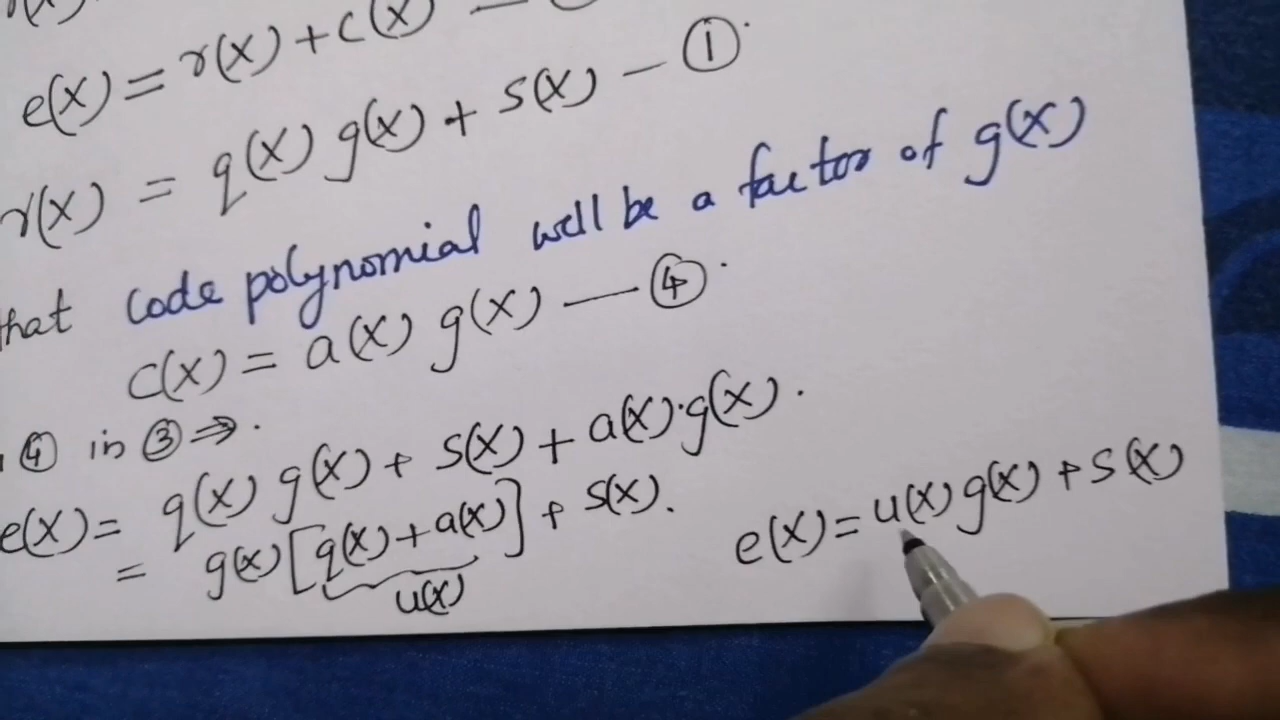 e(x) = r(x) + c(x) —
r(x) = q(x) g(x) + s(x) — ①
that code polynomial will be a factor of g(x)
c(x) = a(x) g(x) — ④
④ in ③ ⇒.
e(x) = q(x) g(x) + s(x) + a(x)·g(x).
= g(x) [q(x) + a(x)] + s(x).
u(x)
e(x) = u(x) g(x) + s(x)